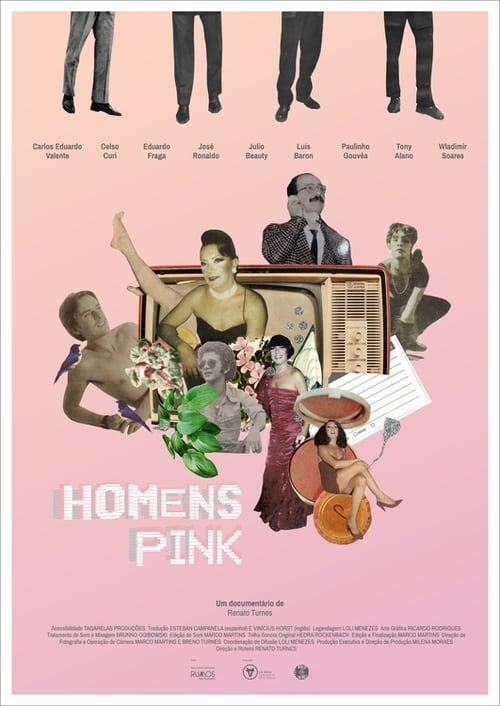 Carlos Eduardo Valente
Celso Curi
Eduardo Fraga
José Ronaldo
Julio Beauty
Luis Baron
Paulinho Gouvêa
Tony Alano
Wladimir Soares
HOMENS
PINK
Um documentário de
Renato Turnes
Acessibilidade TAGARELAS PRODUÇÕES Tradução ESTEBAN CAMPANELA (espanhol) E VINÍCIUS HORST (inglês) Legendagem LOLI MENEZES Arte Gráfica RICARDO RODRIGUES
Tratamento de Som e Mixagem BRUNNO OGIBOWSKI Edição de Som MARCO MARTINS Trilha Sonora Original HEDRA ROCKENBACH Edição e Finalização MARCO MARTINS Direção de
Fotografia e Operação de Câmera MARCO MARTINS E BRENO TURNES Coordenação de Difusão LOLI MENEZES Produção Executiva e Direção de Produção MILENA MORAES
Direção e Roteiro RENATO TURNES
RUMOS
LA VACA